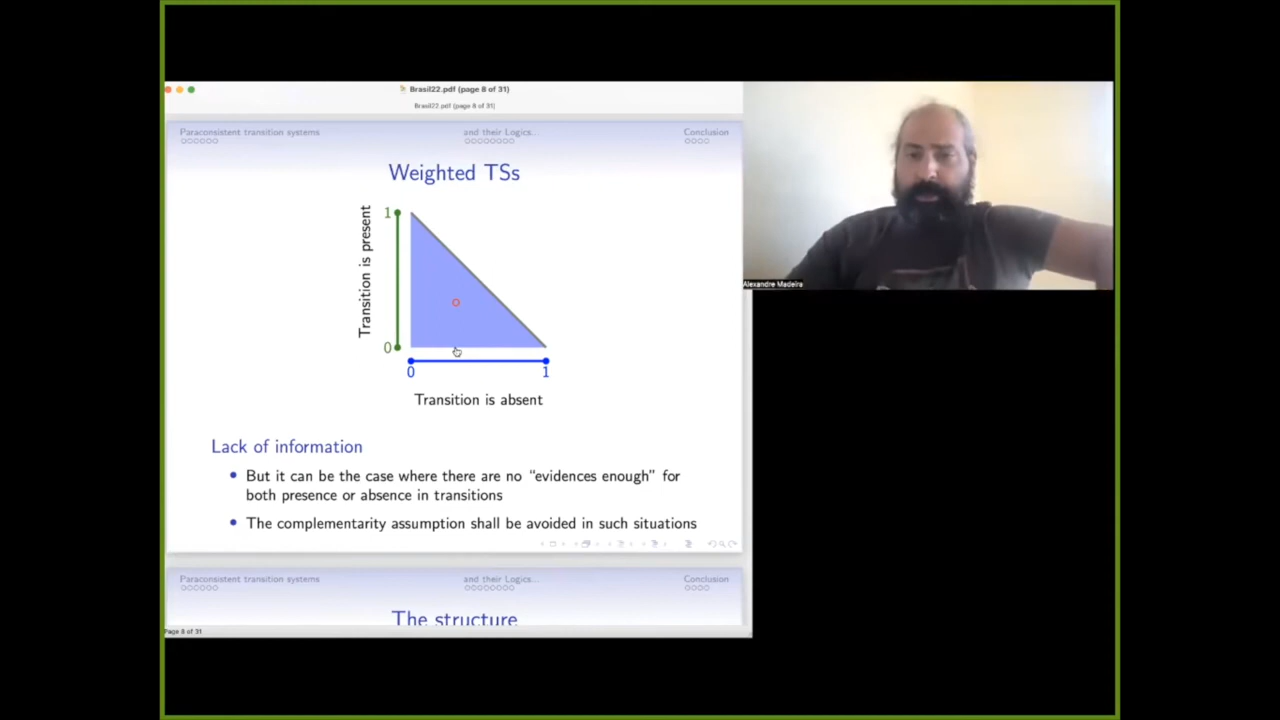 Brasil22.pdf (page 8 of 31)
Brasil22.pdf (page 8 of 31)
Paraconsistent transition systems and their Logics... Conclusion
Weighted TSs
Transition is present
1
0
0 1
Transition is absent
Lack of information
But it can be the case where there are no “evidences enough” for
both presence or absence in transitions
The complementarity assumption shall be avoided in such situations
Paraconsistent transition systems and their Logics... Conclusion
The structure
Page 8 of 31
Alexandre Madeira